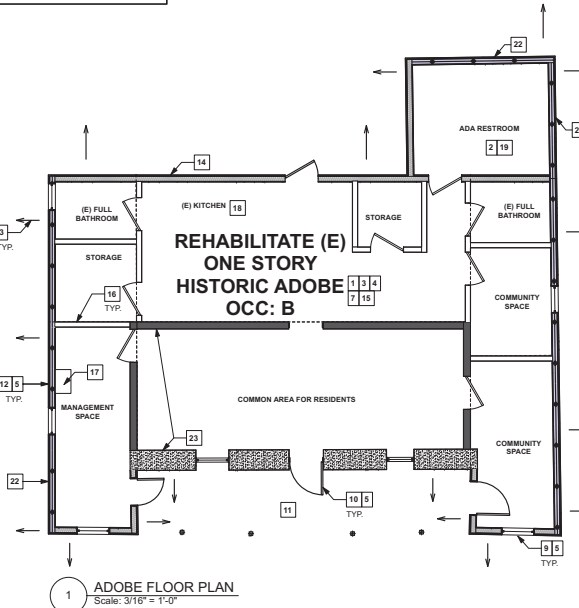 22
ADA RESTROOM
2 19
14
(E) FULL
BATHROOM
(E) KITCHEN 18
STORAGE
(E) FULL
BATHROOM
3
TYP.
REHABILITATE (E)
ONE STORY
HISTORIC ADOBE
OCC: B
1 3 4
7 15
STORAGE
16
TYP.
COMMUNITY
SPACE
17
12 5
TYP.
MANAGEMENT
SPACE
COMMON AREA FOR RESIDENTS
23
COMMUNITY
SPACE
22
10 5
TYP.
11
9 5
TYP.
1
ADOBE FLOOR PLAN
Scale: 3/16" = 1'-0"